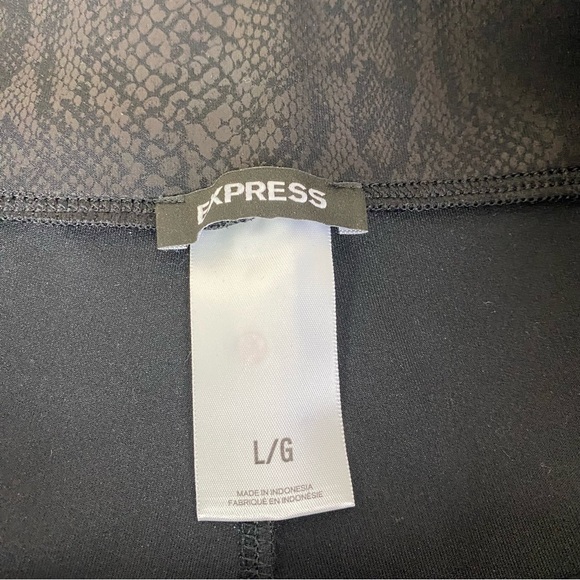 EXPRESS
L/G
MADE IN INDONESIA
FABRIQUÉ EN INDONÉSIE